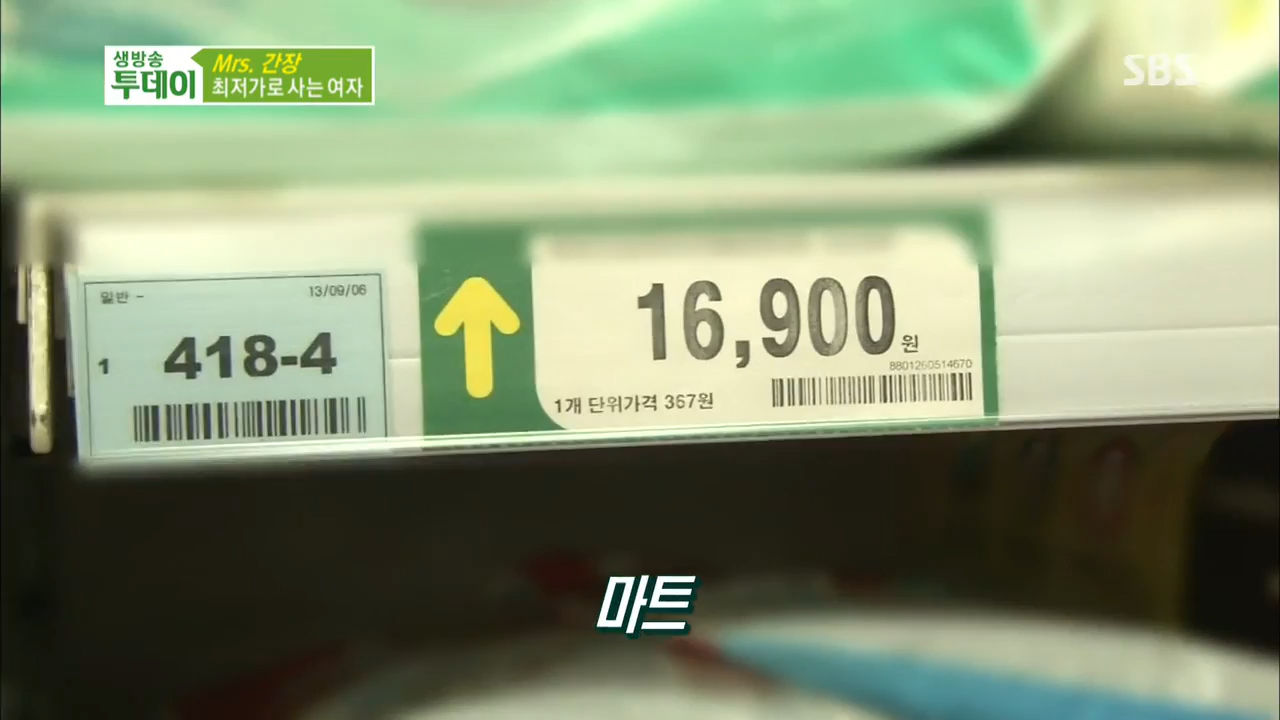 생방송
투데이
Mrs. 간장
최저가로 사는 여자
SBS
일반 -
13/09/06
1
418-4
16,900원
8801260514670
1개 단위가격 367원
마트